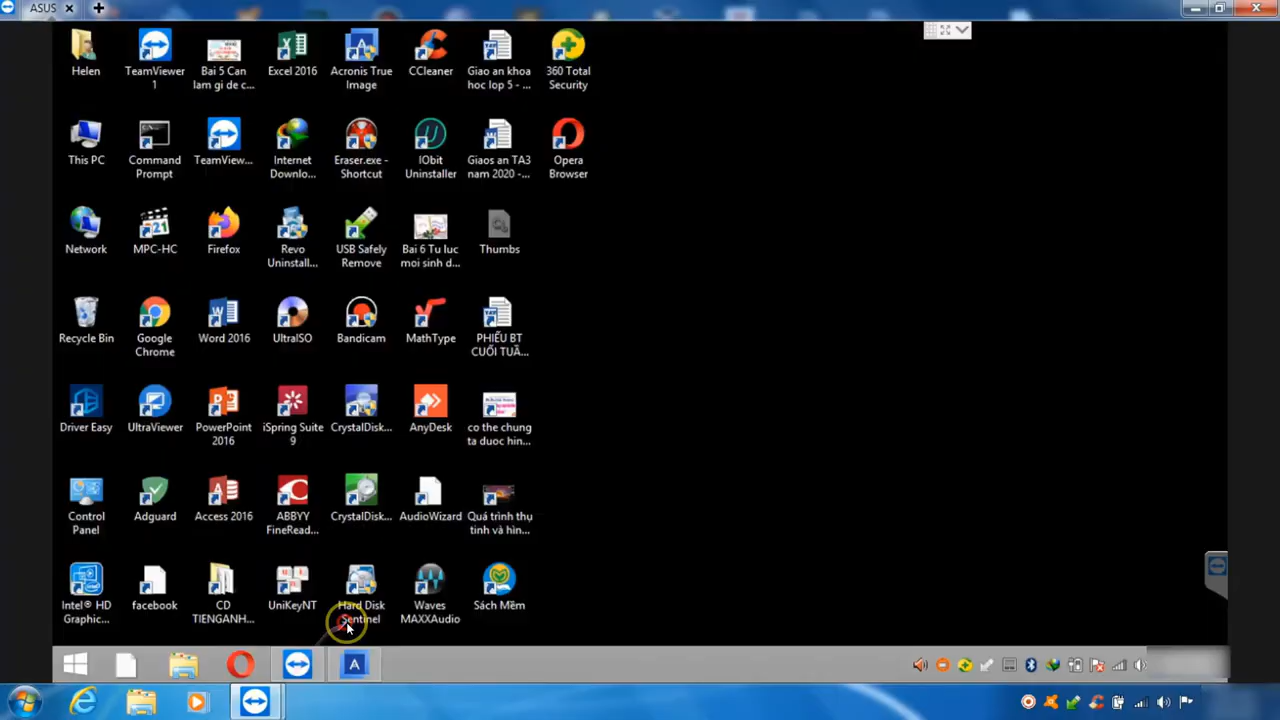 ASUS
Helen
TeamViewer
1
Bai 5 Can
lam gi de c...
Excel 2016
Acronis True
Image
CCleaner
Giao an khoa
hoc lop 5 - ...
360 Total
Security
This PC
Command
Prompt
TeamView...
Internet
Downlo...
Eraser.exe -
Shortcut
IObit
Uninstaller
Giaos an TA3
nam 2020 -...
Opera
Browser
Network
MPC-HC
Firefox
Revo
Uninstall...
USB Safely
Remove
Bai 6 Tu luc
moi sinh d...
Thumbs
Recycle Bin
Google
Chrome
Word 2016
UltraISO
Bandicam
MathType
PHIẾU BT
CUỐI TUẦ...
Driver Easy
UltraViewer
PowerPoint
2016
iSpring Suite
9
CrystalDisk...
AnyDesk
co the chung
ta duoc hin...
Control
Panel
Adguard
Access 2016
ABBYY
FineRead...
CrystalDisk...
AudioWizard
Quá trình thụ
tinh và hìn...
Intel® HD
Graphic...
facebook
CD
TIENGANH...
UniKeyNT
Hard Disk
Sentinel
Waves
MAXXAudio
Sách Mềm